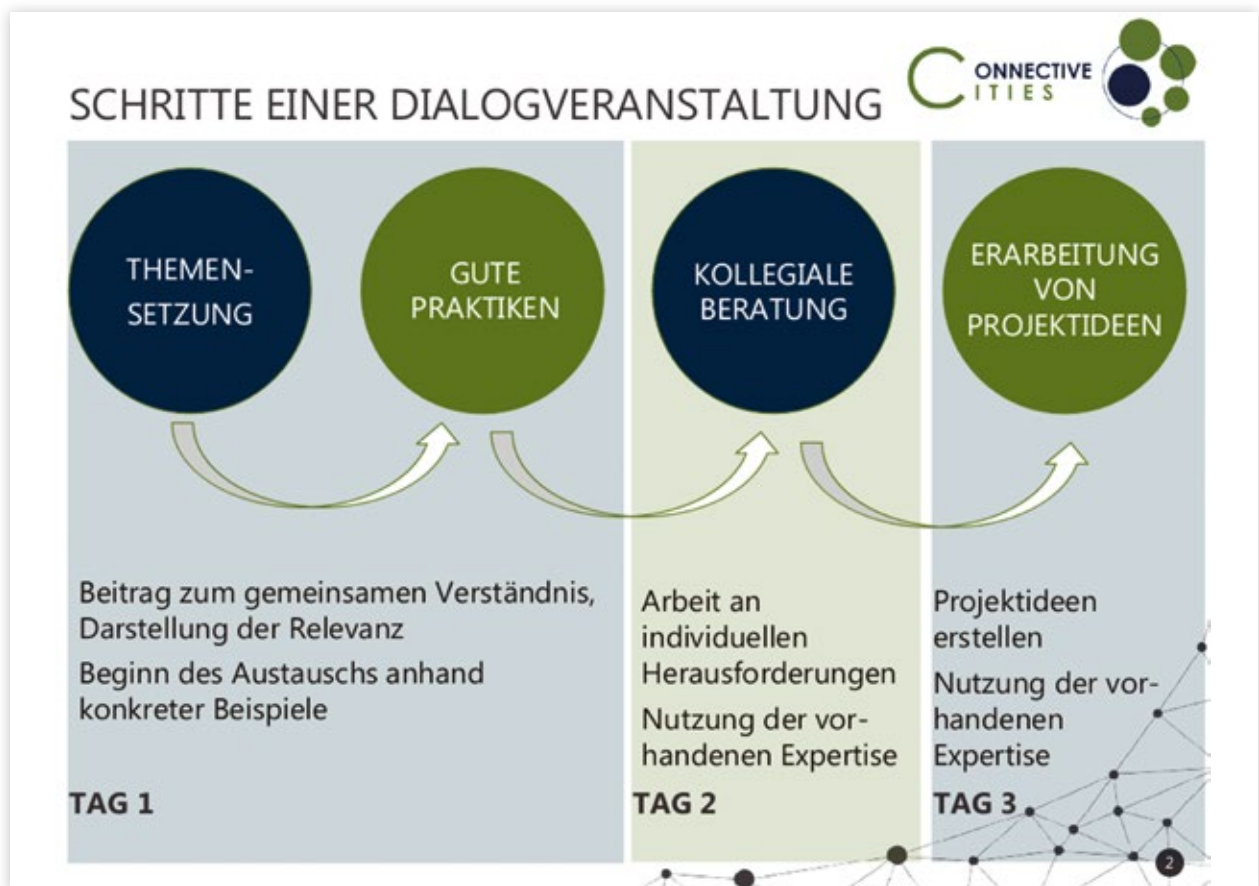 SCHRITTE EINER DIALOGVERANSTALTUNG
CONNECTIVE
CITIES
THEMEN-
SETZUNG
GUTE
PRAKTIKEN
KOLLEGIALE
BERATUNG
ERARBEITUNG
VON
PROJEKTIDEEN
Beitrag zum gemeinsamen Verständnis,
Darstellung der Relevanz
Beginn des Austauschs anhand
konkreter Beispiele
TAG 1
Arbeit an
individuellen
Herausforderungen
Nutzung der vor-
handenen Expertise
TAG 2
Projektideen
erstellen
Nutzung der vor-
handenen
Expertise
TAG 3
2